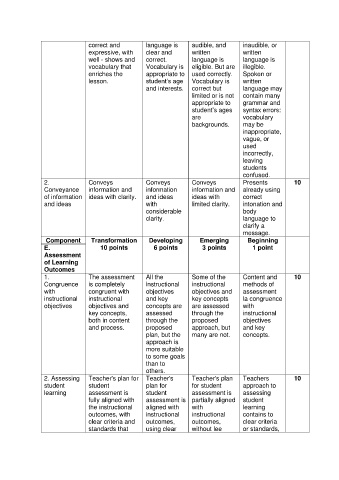 correct and
expressive, with
well - shows and
vocabulary that
enriches the
lesson.
language is
clear and
correct.
Vocabulary is
appropriate to
student's age
and interests.
audible, and
written
language is
eligible. But are
used correctly.
Vocabulary is
correct but
limited or is not
appropriate to
student's ages
are
backgrounds.
inaudible, or
written
language is
illegible.
Spoken or
written
language may
contain many
grammar and
syntax errors;
vocabulary
may be
inappropriate,
vague, or
used
incorrectly,
leaving
students
confused.
2.
Conveyance
of information
and ideas
Conveys
information and
ideas with clarity.
Conveys
information
and ideas
with
considerable
clarity.
Conveys
information and
ideas with
limited clarity.
Presents
already using
correct
intonation and
body
language to
clarify a
message.
10
Component
Transformation
10 points
Developing
6 points
Emerging
3 points
Beginning
1 point
E.
Assessment
of Learning
Outcomes
1.
Congruence
with
instructional
objectives
The assessment
is completely
congruent with
instructional
objectives and
key concepts,
both in content
and process.
All the
instructional
objectives
and key
concepts are
assessed
through the
proposed
plan, but the
approach is
more suitable
to some goals
than to
others.
Some of the
instructional
objectives and
key concepts
are assessed
through the
proposed
approach, but
many are not.
Content and
methods of
assessment
la congruence
with
instructional
objectives
and key
concepts.
10
2. Assessing
student
learning
Teacher's plan for
student
assessment is
fully aligned with
the instructional
outcomes, with
clear criteria and
standards that
Teacher's
plan for
student
assessment is
aligned with
instructional
outcomes,
using clear
Teacher's plan
for student
assessment is
partially aligned
with
instructional
outcomes,
without lee
Teachers
approach to
assessing
student
learning
contains to
clear criteria
or standards,
10